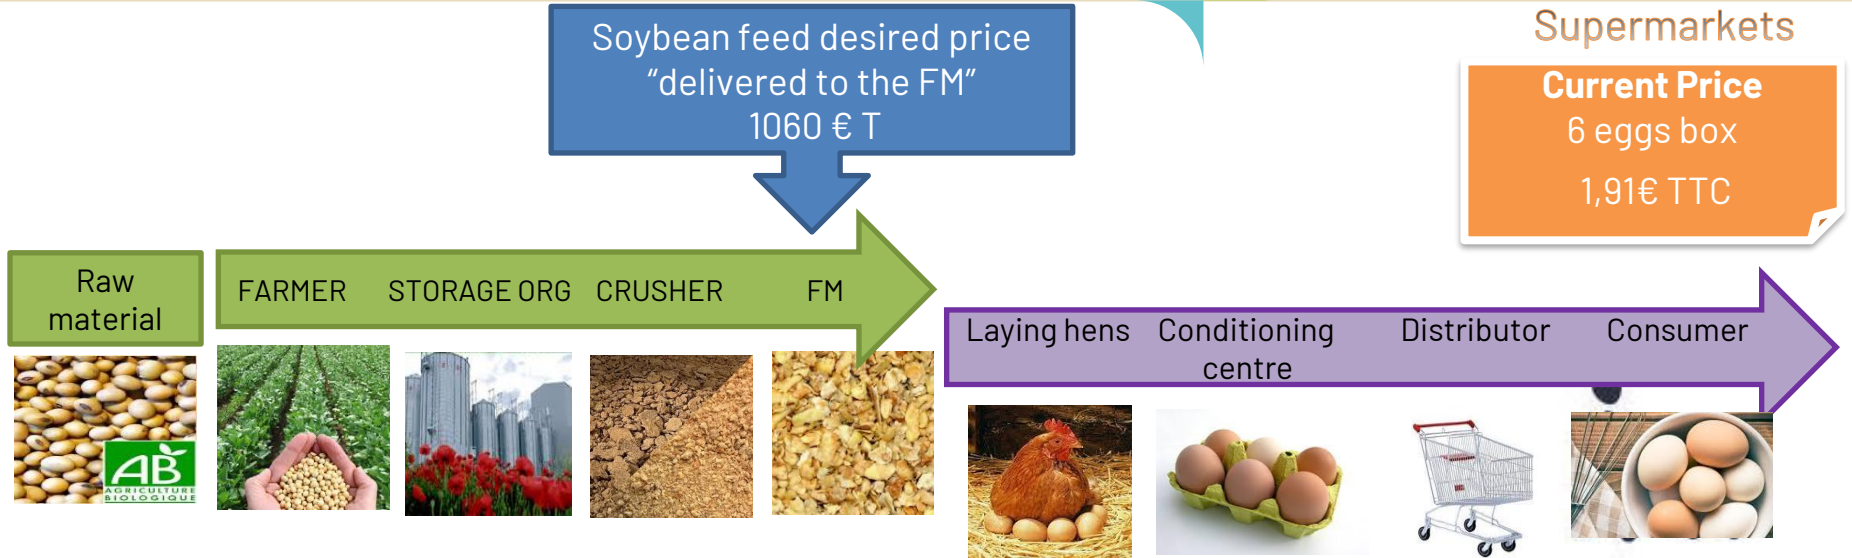 Soybean feed desired price
“delivered to the FM”
1060 € T
Supermarkets
Current Price
6 eggs box
1,91€ TTC
Raw
material
FARMER
STORAGE ORG
CRUSHER
FM
Laying hens
Conditioning
centre
Distributor
Consumer
AB
AGRICULTURE
BIOLOGIQUE